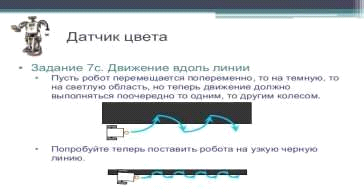 Датчик цвета
• Задание 7с. Движение вдоль линии
• Пусть робот перемещается попеременно, то на темную, то
на светлую область, но теперь движение должно
выполняться поочередно то одним, то другим колесом.
• Попробуйте теперь поставить робота на узкую черную
линию.